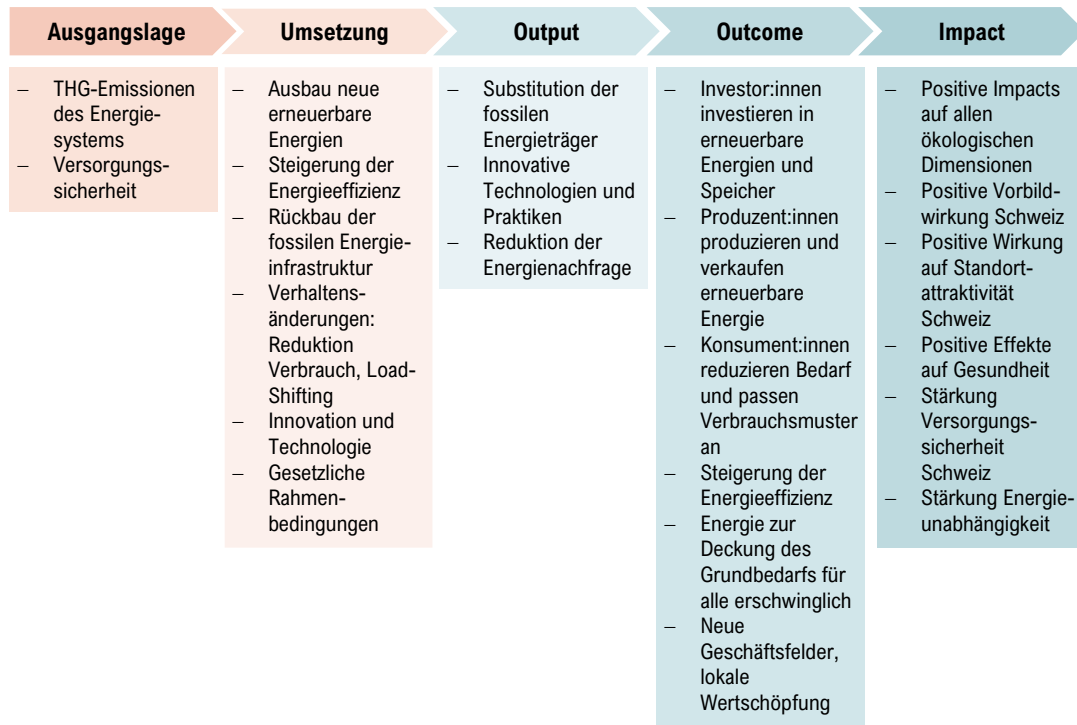 Ausgangslage
Umsetzung
Output
Outcome
Impact
– THG-Emissionen
des Energie-
systems
– Versorgungs-
sicherheit
– Ausbau neue
erneuerbare
Energien
– Steigerung der
Energieeffizienz
– Rückbau der
fossilen Energie-
infrastruktur
– Verhaltens-
änderungen:
Reduktion
Verbrauch, Load-
Shifting
– Innovation und
Technologie
– Gesetzliche
Rahmen-
bedingungen
– Substitution der
fossilen
Energieträger
– Innovative
Technologien und
Praktiken
– Reduktion der
Energienachfrage
– Investor:innen
investieren in
erneuerbare
Energien und
Speicher
– Produzent:innen
produzieren und
verkaufen
erneuerbare
Energie
– Konsument:innen
reduzieren Bedarf
und passen
Verbrauchsmuster
an
– Steigerung der
Energieeffizienz
– Energie zur
Deckung des
Grundbedarfs für
alle erschwinglich
– Neue
Geschäftsfelder,
lokale
Wertschöpfung
– Positive Impacts
auf allen
ökologischen
Dimensionen
– Positive Vorbild-
wirkung Schweiz
– Positive Wirkung
auf Standort-
attraktivität
Schweiz
– Positive Effekte
auf Gesundheit
– Stärkung
Versorgungs-
sicherheit
Schweiz
– Stärkung Energie-
unabhängigkeit